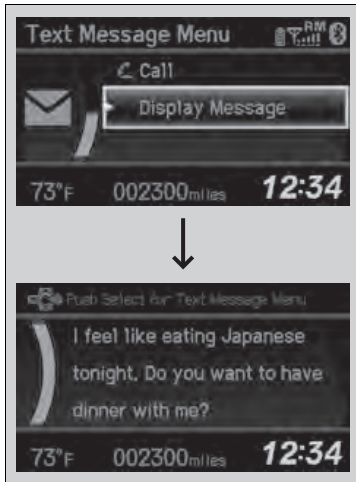 Text Message Menu RM
Call
Display Message
73°F 002300miles 12:34
Push Select for Text Message Menu
I feel like eating Japanese
tonight. Do you want to have
dinner with me?
73°F 002300miles 12:34